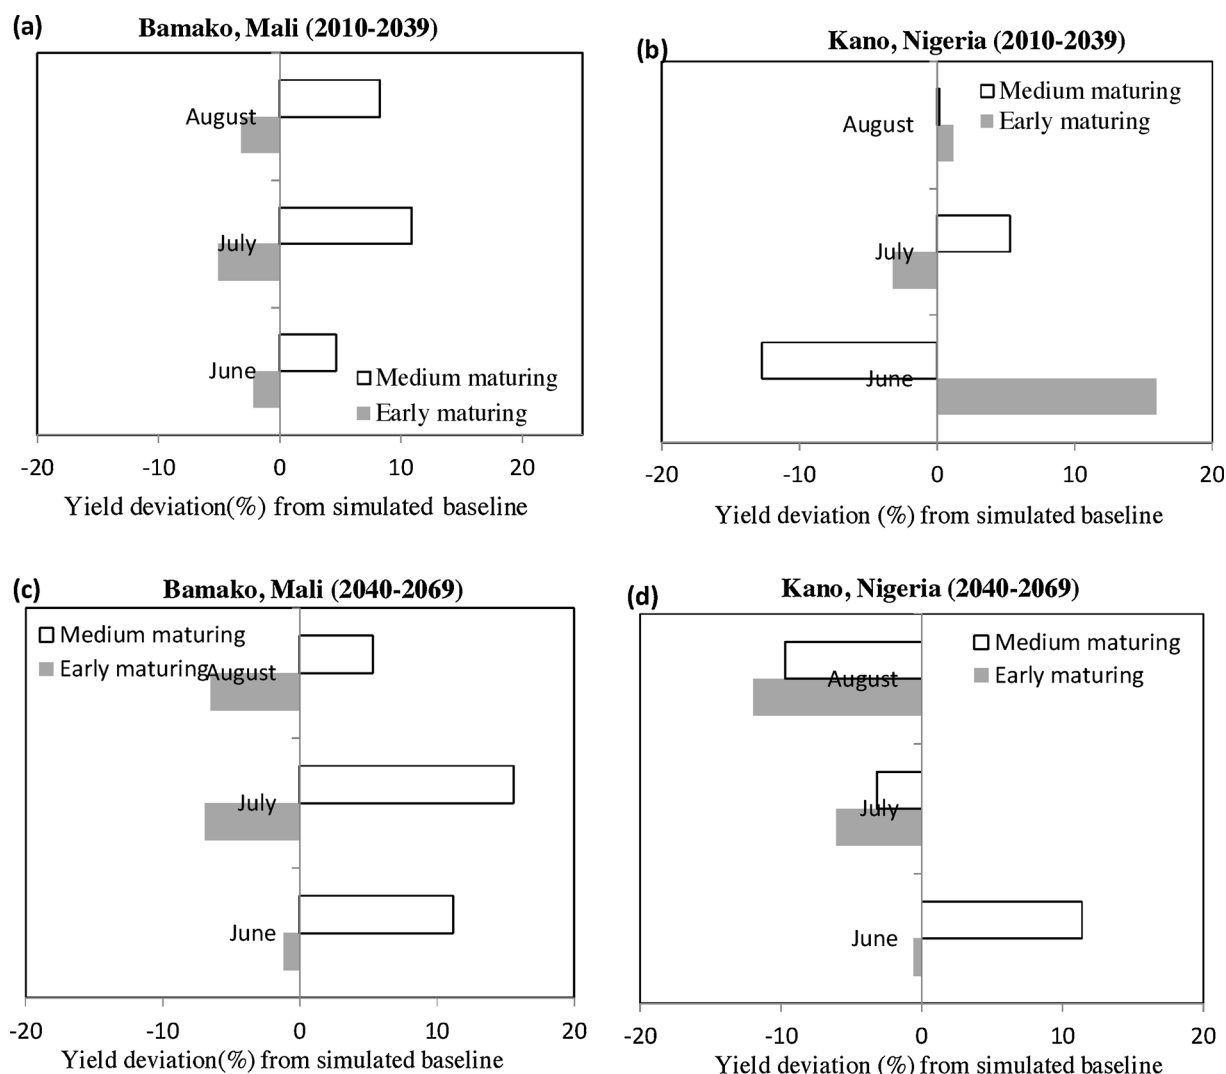 (a)
Bamako, Mali (2010-2039)
August
July
June
Medium maturing
Early maturing
-20 -10 0 10 20
Yield deviation(%) from simulated baseline
(b)
Kano, Nigeria (2010-2039)
Medium maturing
Early maturing
August
July
June
-20 -10 0 10 20
Yield deviation (%) from simulated baseline
(c)
Bamako, Mali (2040-2069)
Medium maturing
Early maturing
August
July
June
-20 -10 0 10 20
Yield deviation(%) from simulated baseline
(d)
Kano, Nigeria (2040-2069)
Medium maturing
Early maturing
August
July
June
-20 -10 0 10 20
Yield deviation (%) from simulated baseline